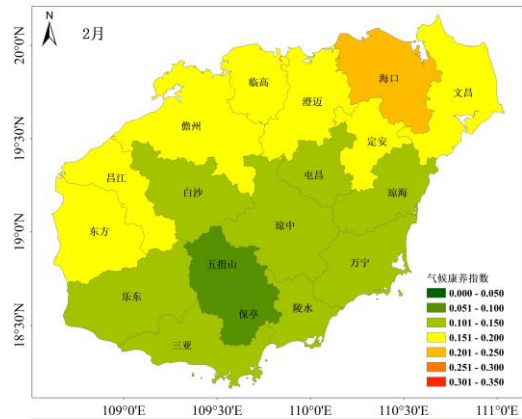 N
2月
20°0'N
19°30'N
19°0'N
18°30'N
海口
临高
澄迈
文昌
儋州
定安
昌江
白沙
屯昌
琼海
东方
琼中
五指山
万宁
乐东
保亭
陵水
三亚
气候康养指数
0.000 - 0.050
0.051 - 0.100
0.101 - 0.150
0.151 - 0.200
0.201 - 0.250
0.251 - 0.300
0.301 - 0.350
109°0'E
109°30'E
110°0'E
110°30'E
111°0'E